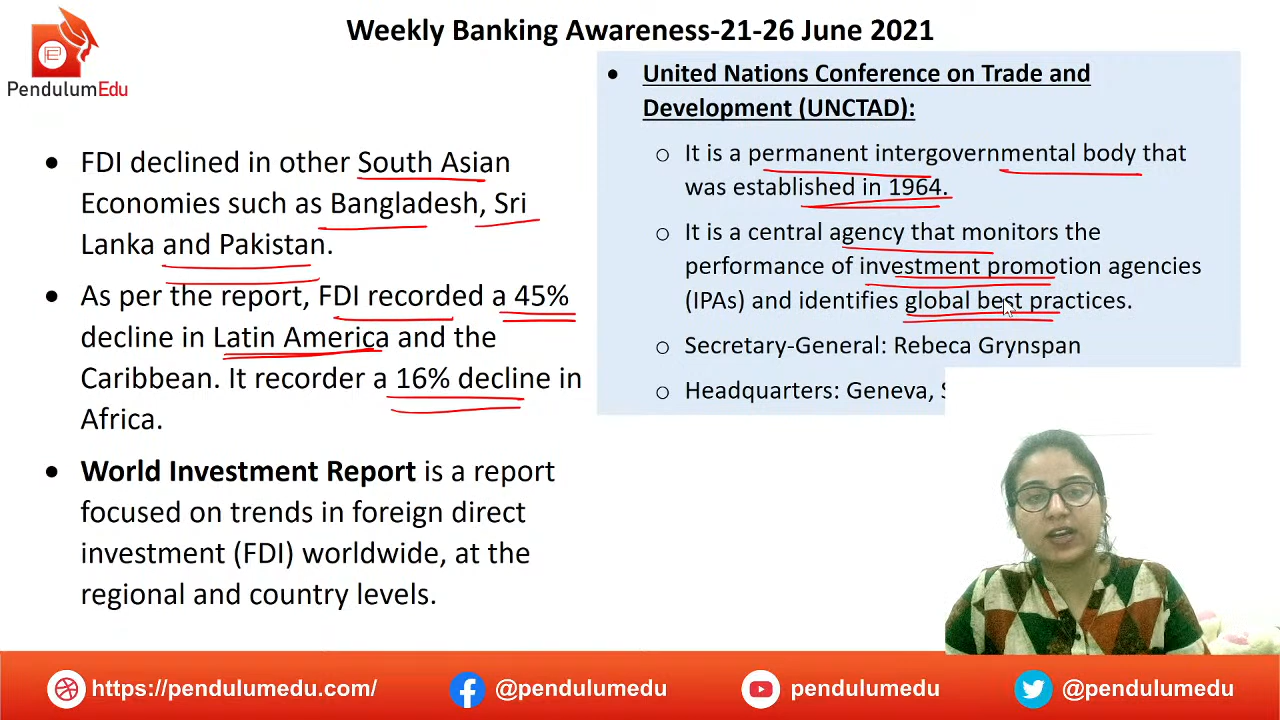 Weekly Banking Awareness-21-26 June 2021
PendulumEdu
• FDI declined in other South Asian
Economies such as Bangladesh, Sri
Lanka and Pakistan.
• As per the report, FDI recorded a 45%
decline in Latin America and the
Caribbean. It recorder a 16% decline in
Africa.
• World Investment Report is a report
focused on trends in foreign direct
investment (FDI) worldwide, at the
regional and country levels.
• United Nations Conference on Trade and
Development (UNCTAD):
o It is a permanent intergovernmental body that
was established in 1964.
o It is a central agency that monitors the
performance of investment promotion agencies
(IPAs) and identifies global best practices.
o Secretary-General: Rebeca Grynspan
o Headquarters: Geneva,
https://pendulumedu.com/
@pendulumedu
pendulumedu
@pendulumedu